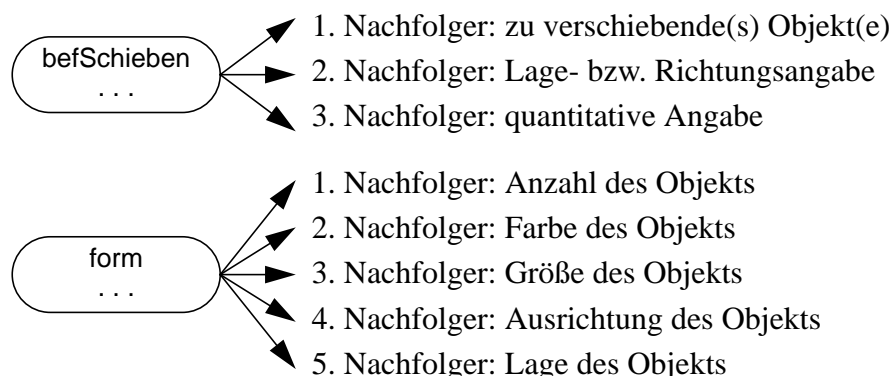 befSchieben
. . .
1. Nachfolger: zu verschiebende(s) Objekt(e)
2. Nachfolger: Lage- bzw. Richtungsangabe
3. Nachfolger: quantitative Angabe
form
. . .
1. Nachfolger: Anzahl des Objekts
2. Nachfolger: Farbe des Objekts
3. Nachfolger: Größe des Objekts
4. Nachfolger: Ausrichtung des Objekts
5. Nachfolger: Lage des Objekts